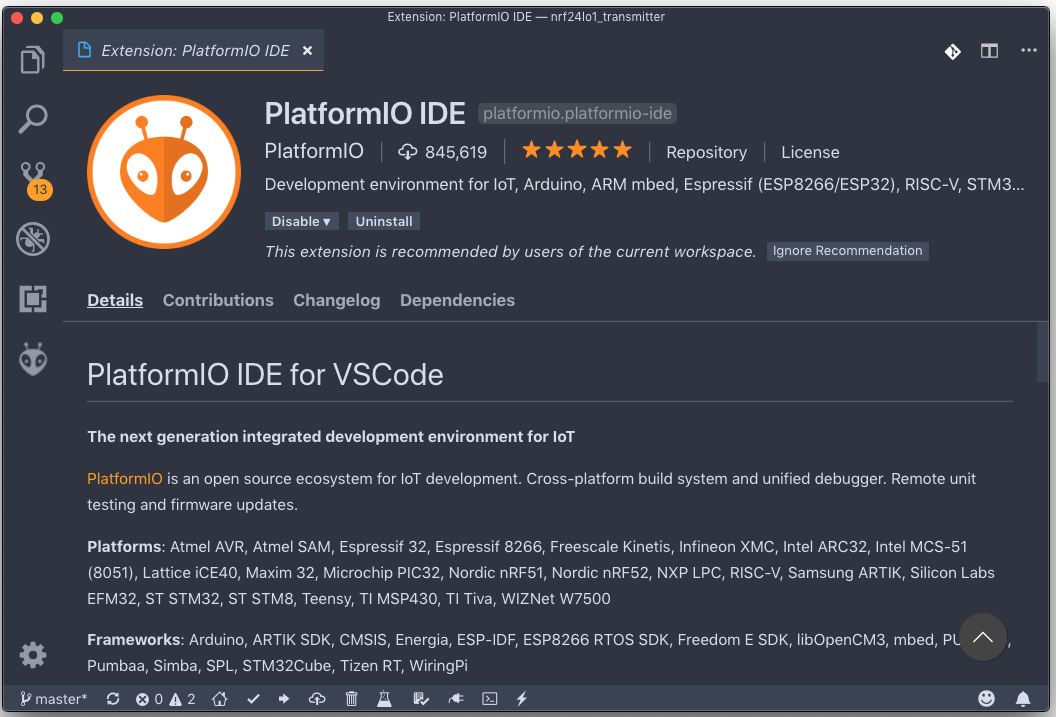 Extension: PlatformIO IDE — nrf24lo1_transmitter
Extension: PlatformIO IDE ×
PlatformIO IDE platformio.platformio-ide
PlatformIO 845,619 Repository License
Development environment for IoT, Arduino, ARM mbed, Espressif (ESP8266/ESP32), RISC-V, STM3...
Disable ▾ Uninstall
This extension is recommended by users of the current workspace. Ignore Recommendation
13
Details Contributions Changelog Dependencies
PlatformIO IDE for VSCode
The next generation integrated development environment for IoT
PlatformIO is an open source ecosystem for IoT development. Cross-platform build system and unified debugger. Remote unit
testing and firmware updates.
Platforms: Atmel AVR, Atmel SAM, Espressif 32, Espressif 8266, Freescale Kinetis, Infineon XMC, Intel ARC32, Intel MCS-51
(8051), Lattice iCE40, Maxim 32, Microchip PIC32, Nordic nRF51, Nordic nRF52, NXP LPC, RISC-V, Samsung ARTIK, Silicon Labs
EFM32, ST STM32, ST STM8, Teensy, TI MSP430, TI Tiva, WIZNet W7500
Frameworks: Arduino, ARTIK SDK, CMSIS, Energia, ESP-IDF, ESP8266 RTOS SDK, Freedom E SDK, libOpenCM3, mbed,
Pumbaa, Simba, SPL, STM32Cube, Tizen RT, WiringPi
master* 0 2